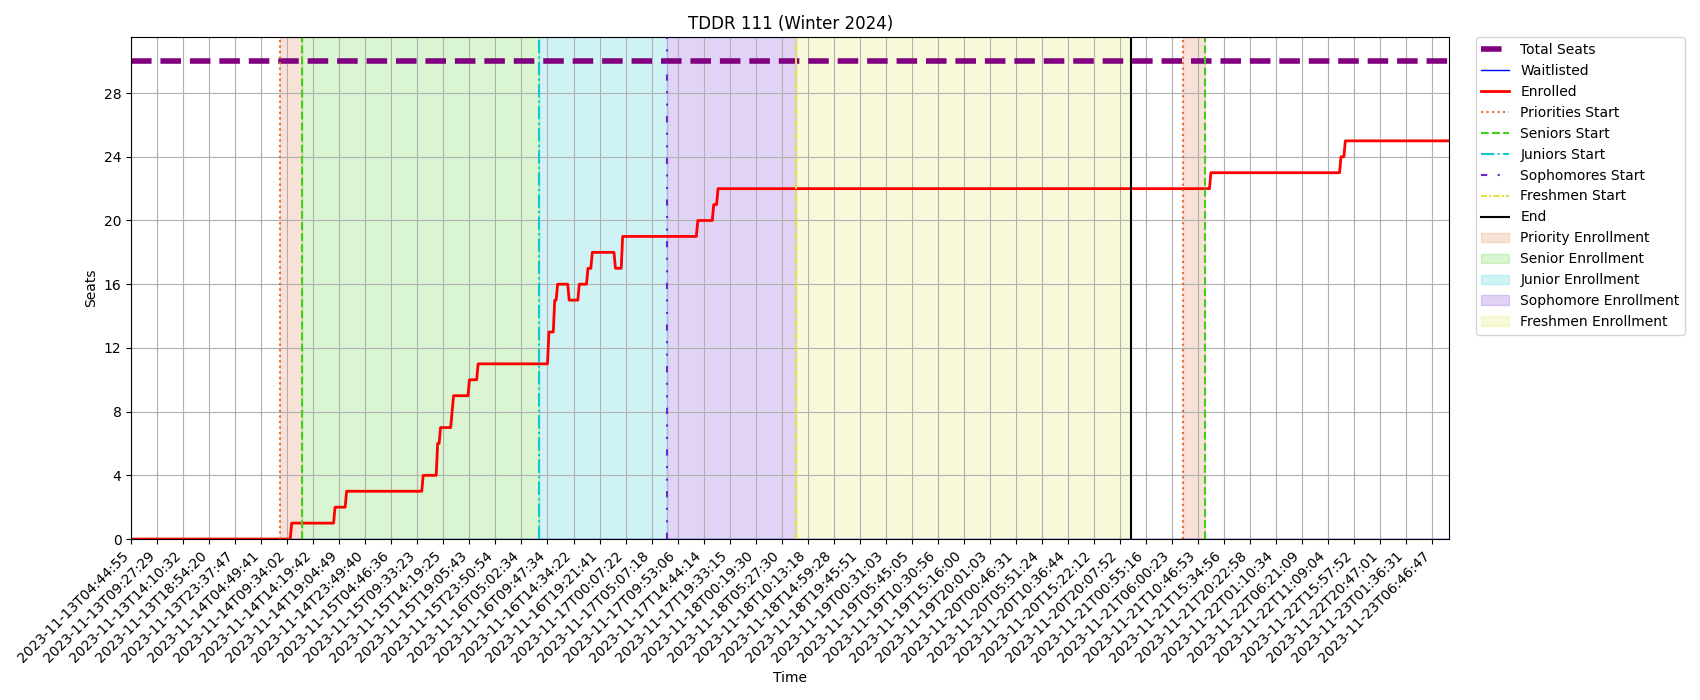 TDDR 111 (Winter 2024)
Total Seats
Waitlisted
Enrolled
Priorities Start
Seniors Start
Juniors Start
Sophomores Start
Freshmen Start
End
Priority Enrollment
Senior Enrollment
Junior Enrollment
Sophomore Enrollment
Freshmen Enrollment
Seats
28
24
20
16
12
8
4
0
2023-11-13T04:44:55
2023-11-13T09:27:29
2023-11-13T14:10:32
2023-11-13T18:54:20
2023-11-13T23:37:47
2023-11-14T04:49:41
2023-11-14T09:34:02
2023-11-14T14:19:42
2023-11-14T19:04:49
2023-11-14T23:49:40
2023-11-15T04:46:36
2023-11-15T09:33:23
2023-11-15T14:19:25
2023-11-15T19:05:43
2023-11-15T23:50:54
2023-11-16T05:02:34
2023-11-16T09:47:34
2023-11-16T14:34:22
2023-11-16T19:21:41
2023-11-17T00:07:22
2023-11-17T05:07:18
2023-11-17T09:53:06
2023-11-17T14:44:14
2023-11-17T19:33:15
2023-11-18T00:19:30
2023-11-18T05:27:30
2023-11-18T10:13:18
2023-11-18T14:59:28
2023-11-18T19:45:51
2023-11-19T00:31:03
2023-11-19T05:45:05
2023-11-19T10:30:56
2023-11-19T15:16:00
2023-11-19T20:01:03
2023-11-20T00:46:31
2023-11-20T05:51:24
2023-11-20T10:36:44
2023-11-20T15:22:12
2023-11-20T20:07:52
2023-11-21T00:55:16
2023-11-21T06:00:23
2023-11-21T10:46:53
2023-11-21T15:34:56
2023-11-21T20:22:58
2023-11-22T01:10:34
2023-11-22T06:21:09
2023-11-22T11:09:04
2023-11-22T15:57:52
2023-11-22T20:47:01
2023-11-23T01:36:31
2023-11-23T06:46:47
Time